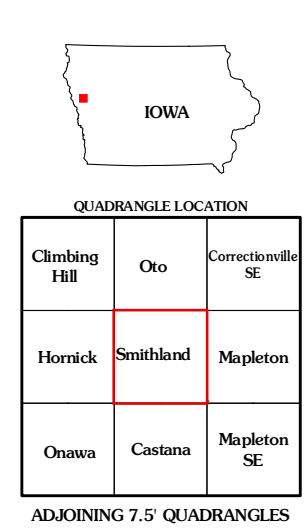 IOWA
QUADRANGLE LOCATION
Climbing
Hill
Oto
Correctionville
SE
Hornick
Smithland
Mapleton
Onawa
Castana
Mapleton
SE
ADJOINING 7.5' QUADRANGLES